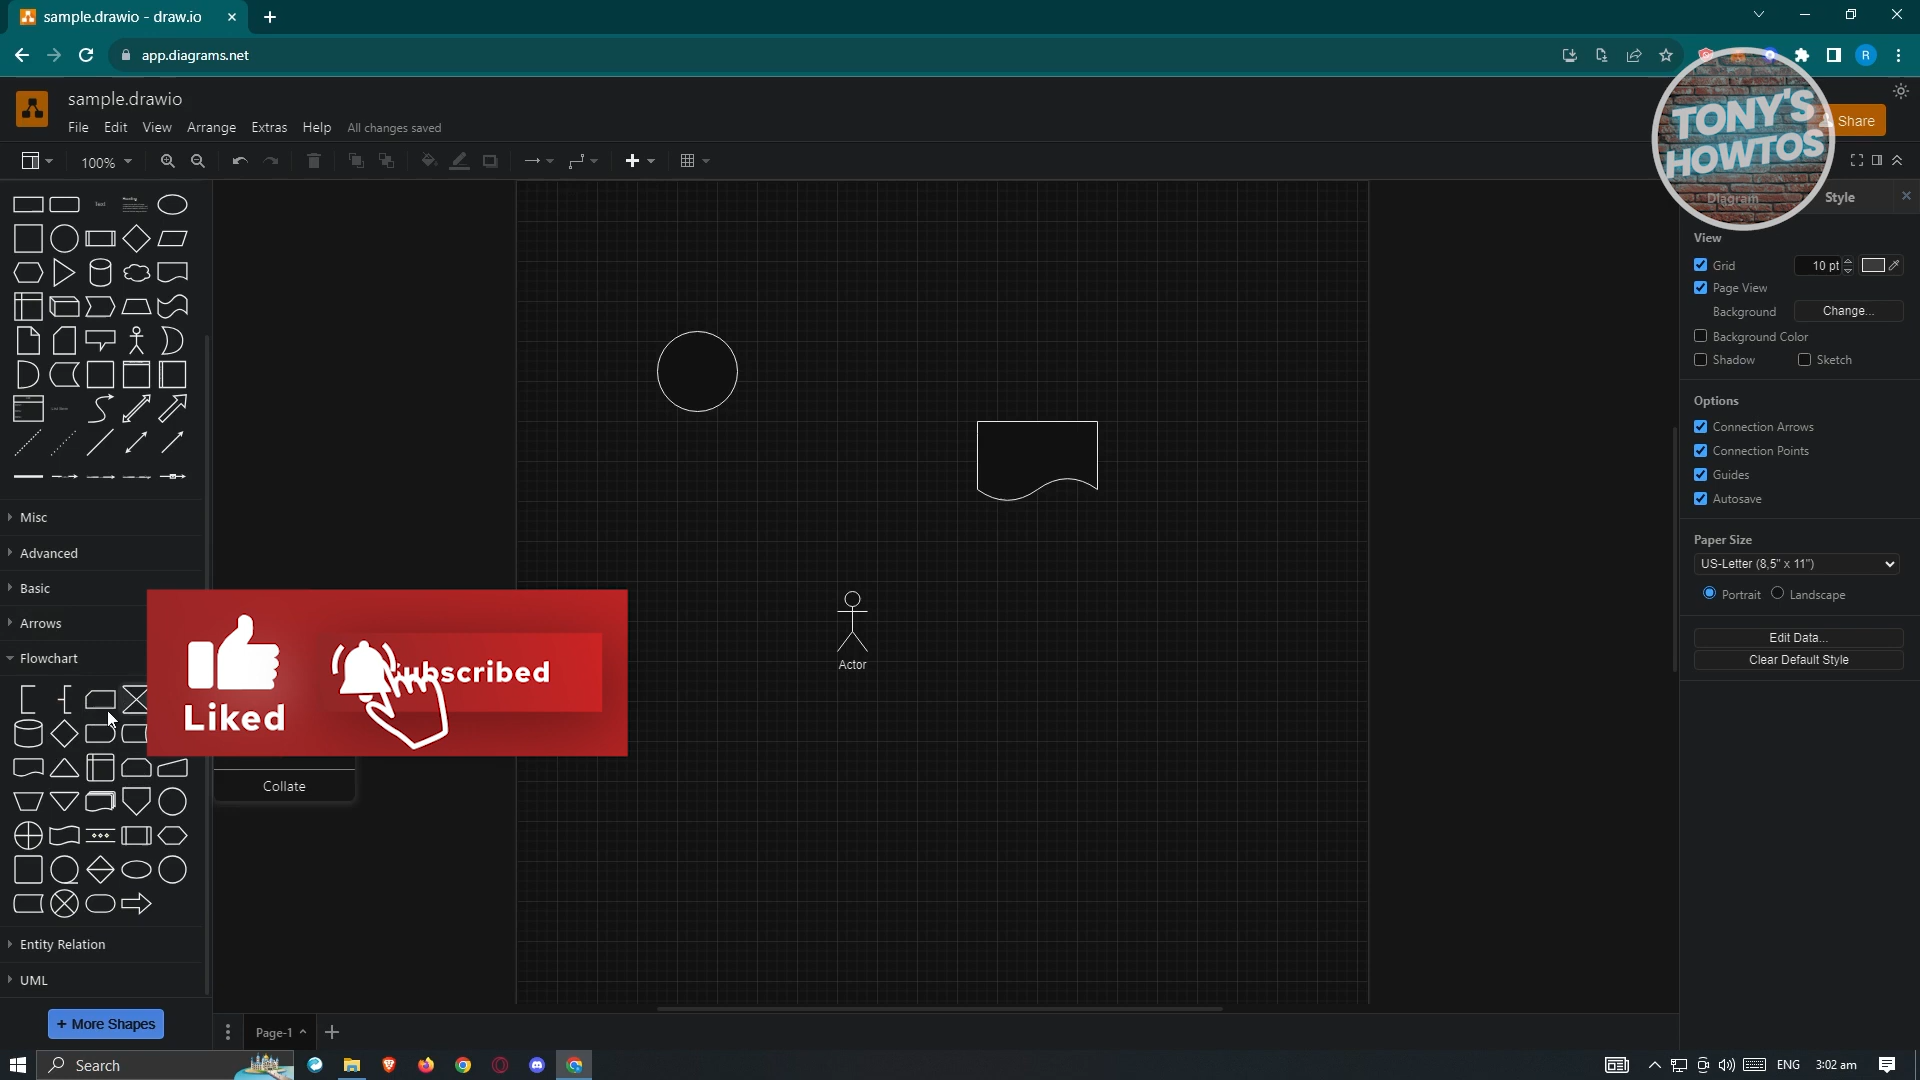 sample.drawio - draw.io
app.diagrams.net
sample.drawio
File Edit View Arrange Extras Help All changes saved
Share
TONY'S
HOWTOS
100%
Text
Heading
Diagram Style
View
Grid 10 pt
Page View
Background Change...
Background Color
Shadow Sketch
Options
Connection Arrows
Connection Points
Guides
Autosave
Paper Size
US-Letter (8,5" x 11")
Portrait Landscape
Edit Data...
Clear Default Style
Misc
Advanced
Basic
Arrows
Flowchart
Liked
Subscribed
Collate
Actor
Entity Relation
UML
+ More Shapes
Page-1
Search
ENG 3:02 am
R